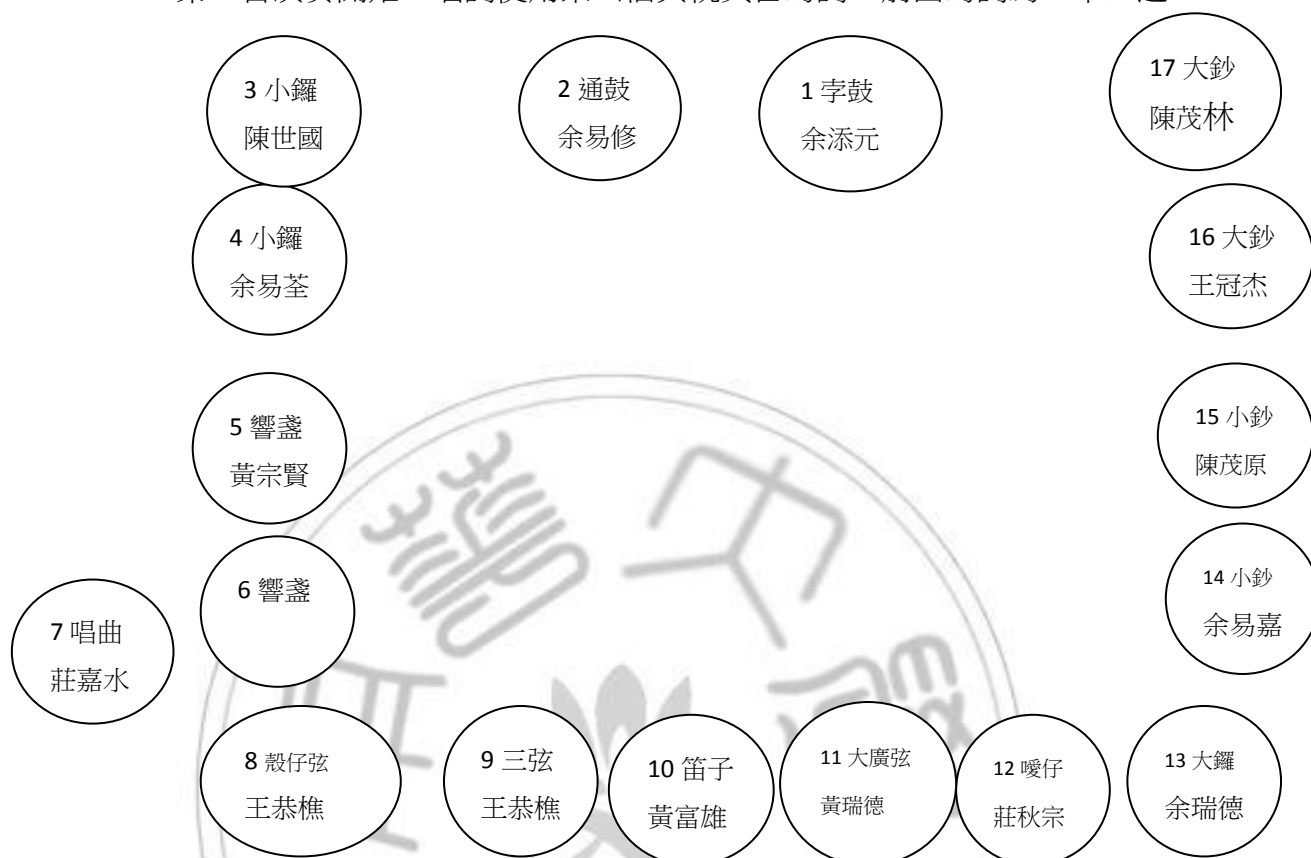 3 小鑼
陳世國
2 通鼓
余易修
1 孛鼓
余添元
17 大鈔
陳茂林
4 小鑼
余易荃
16 大鈔
王冠杰
5 響盞
黃宗賢
15 小鈔
陳茂原
6 響盞
14 小鈔
余易嘉
7 唱曲
莊嘉水
8 殼仔弦
王恭樵
9 三弦
王恭樵
10 笛子
黃富雄
11 大廣弦
黃瑞德
12 噯仔
莊秋宗
13 大鑼
余瑞德